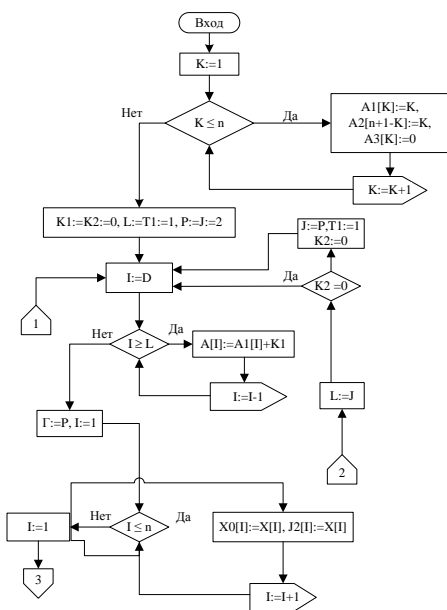 Вход
K:=1
Нет
K ≤ n
Да
A1[K]:=K,
A2[n+1-K]:=K,
A3[K]:=0
K:=K+1
K1:=K2:=0, L:=T1:=1, P:=J:=2
J:=P,T1:=1
K2:=0
I:=D
Да
K2 =0
1
Нет
I ≥ L
Да
A[I]:=A1[I]+K1
I:=I-1
L:=J
Г:=P, I:=1
2
I:=1
Нет
I ≤ n
Да
X0[I]:=X[I], J2[I]:=X[I]
3
I:=I+1